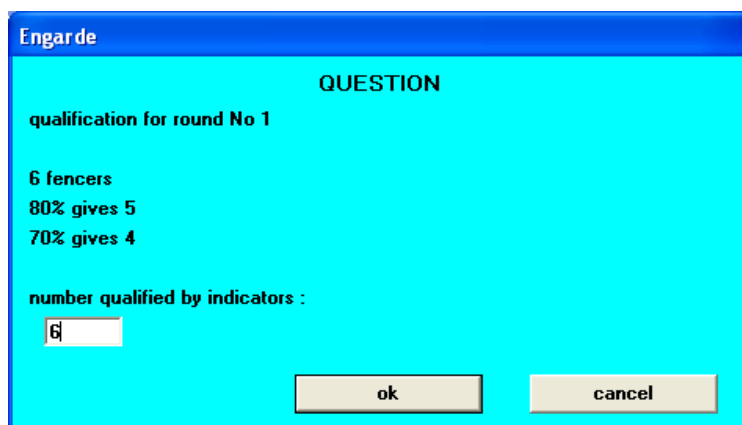 Engarde
QUESTION
qualification for round No 1
6 fencers
80% gives 5
70% gives 4
number qualified by indicators :
6
ok cancel